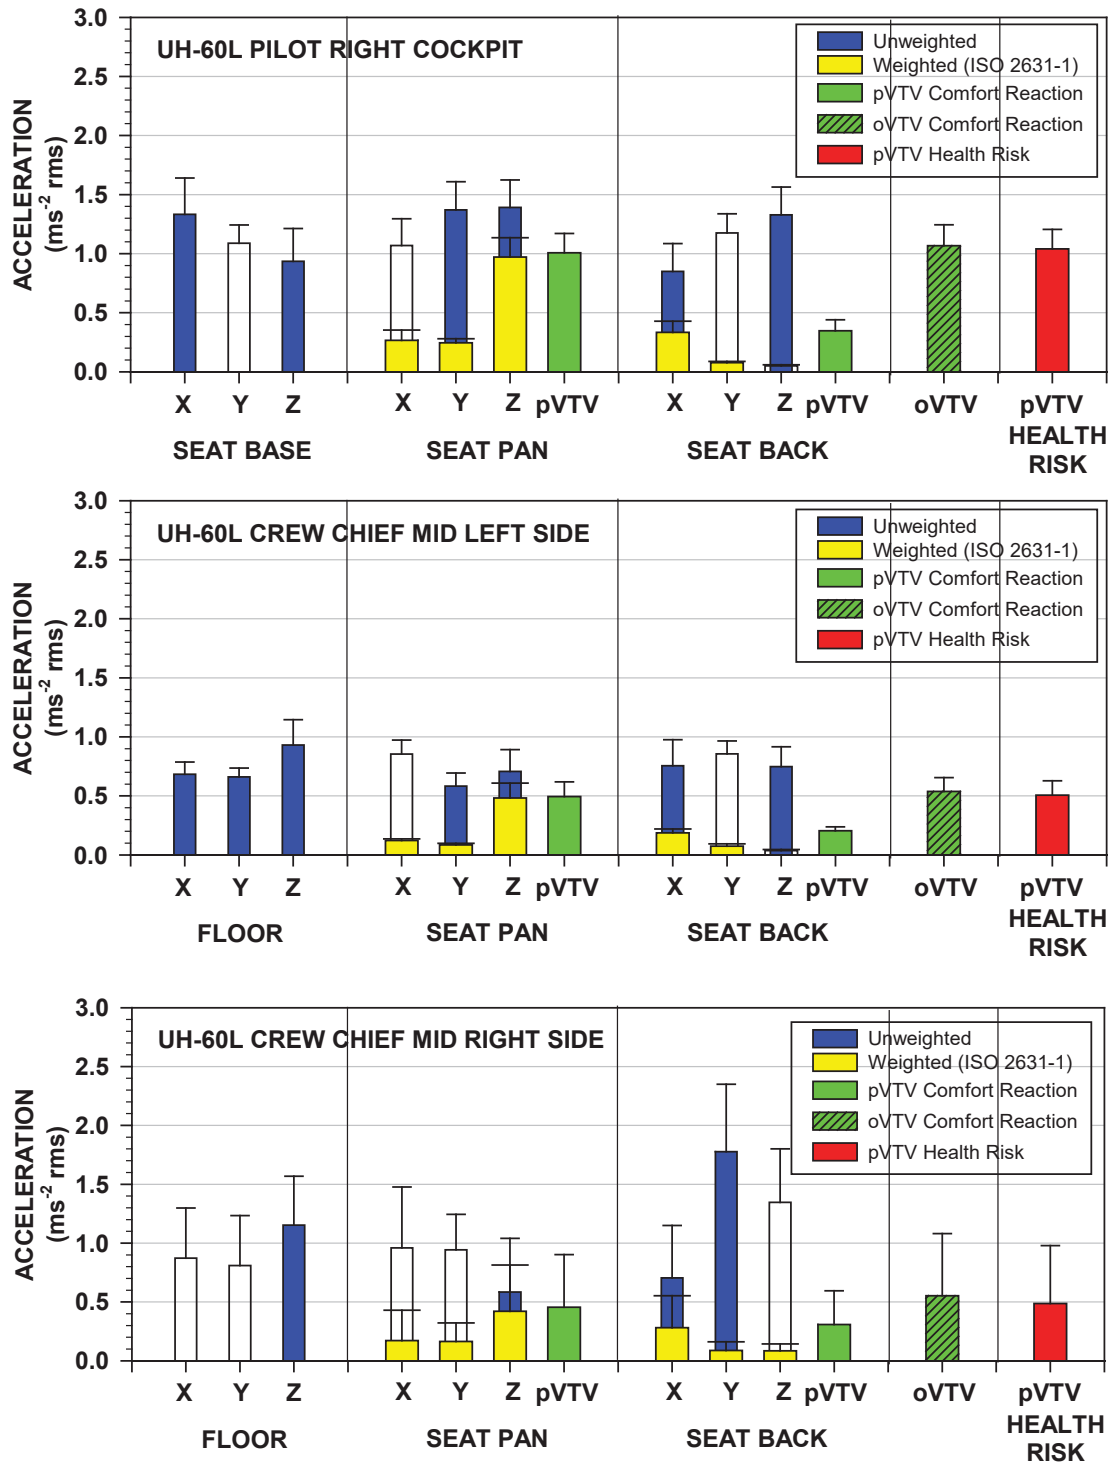 UH-60L PILOT RIGHT COCKPIT
ACCELERATION
(ms-2 rms)
3.0
2.5
2.0
1.5
1.0
0.5
0.0
Unweighted
Weighted (ISO 2631-1)
pVTV Comfort Reaction
oVTV Comfort Reaction
pVTV Health Risk
X Y Z X Y Z pVTV X Y Z pVTV oVTV pVTV
SEAT BASE SEAT PAN SEAT BACK HEALTH
RISK
UH-60L CREW CHIEF MID LEFT SIDE
ACCELERATION
(ms-2 rms)
3.0
2.5
2.0
1.5
1.0
0.5
0.0
Unweighted
Weighted (ISO 2631-1)
pVTV Comfort Reaction
oVTV Comfort Reaction
pVTV Health Risk
X Y Z X Y Z pVTV X Y Z pVTV oVTV pVTV
FLOOR SEAT PAN SEAT BACK HEALTH
RISK
UH-60L CREW CHIEF MID RIGHT SIDE
ACCELERATION
(ms-2 rms)
3.0
2.5
2.0
1.5
1.0
0.5
0.0
Unweighted
Weighted (ISO 2631-1)
pVTV Comfort Reaction
oVTV Comfort Reaction
pVTV Health Risk
X Y Z X Y Z pVTV X Y Z pVTV oVTV pVTV
FLOOR SEAT PAN SEAT BACK HEALTH
RISK